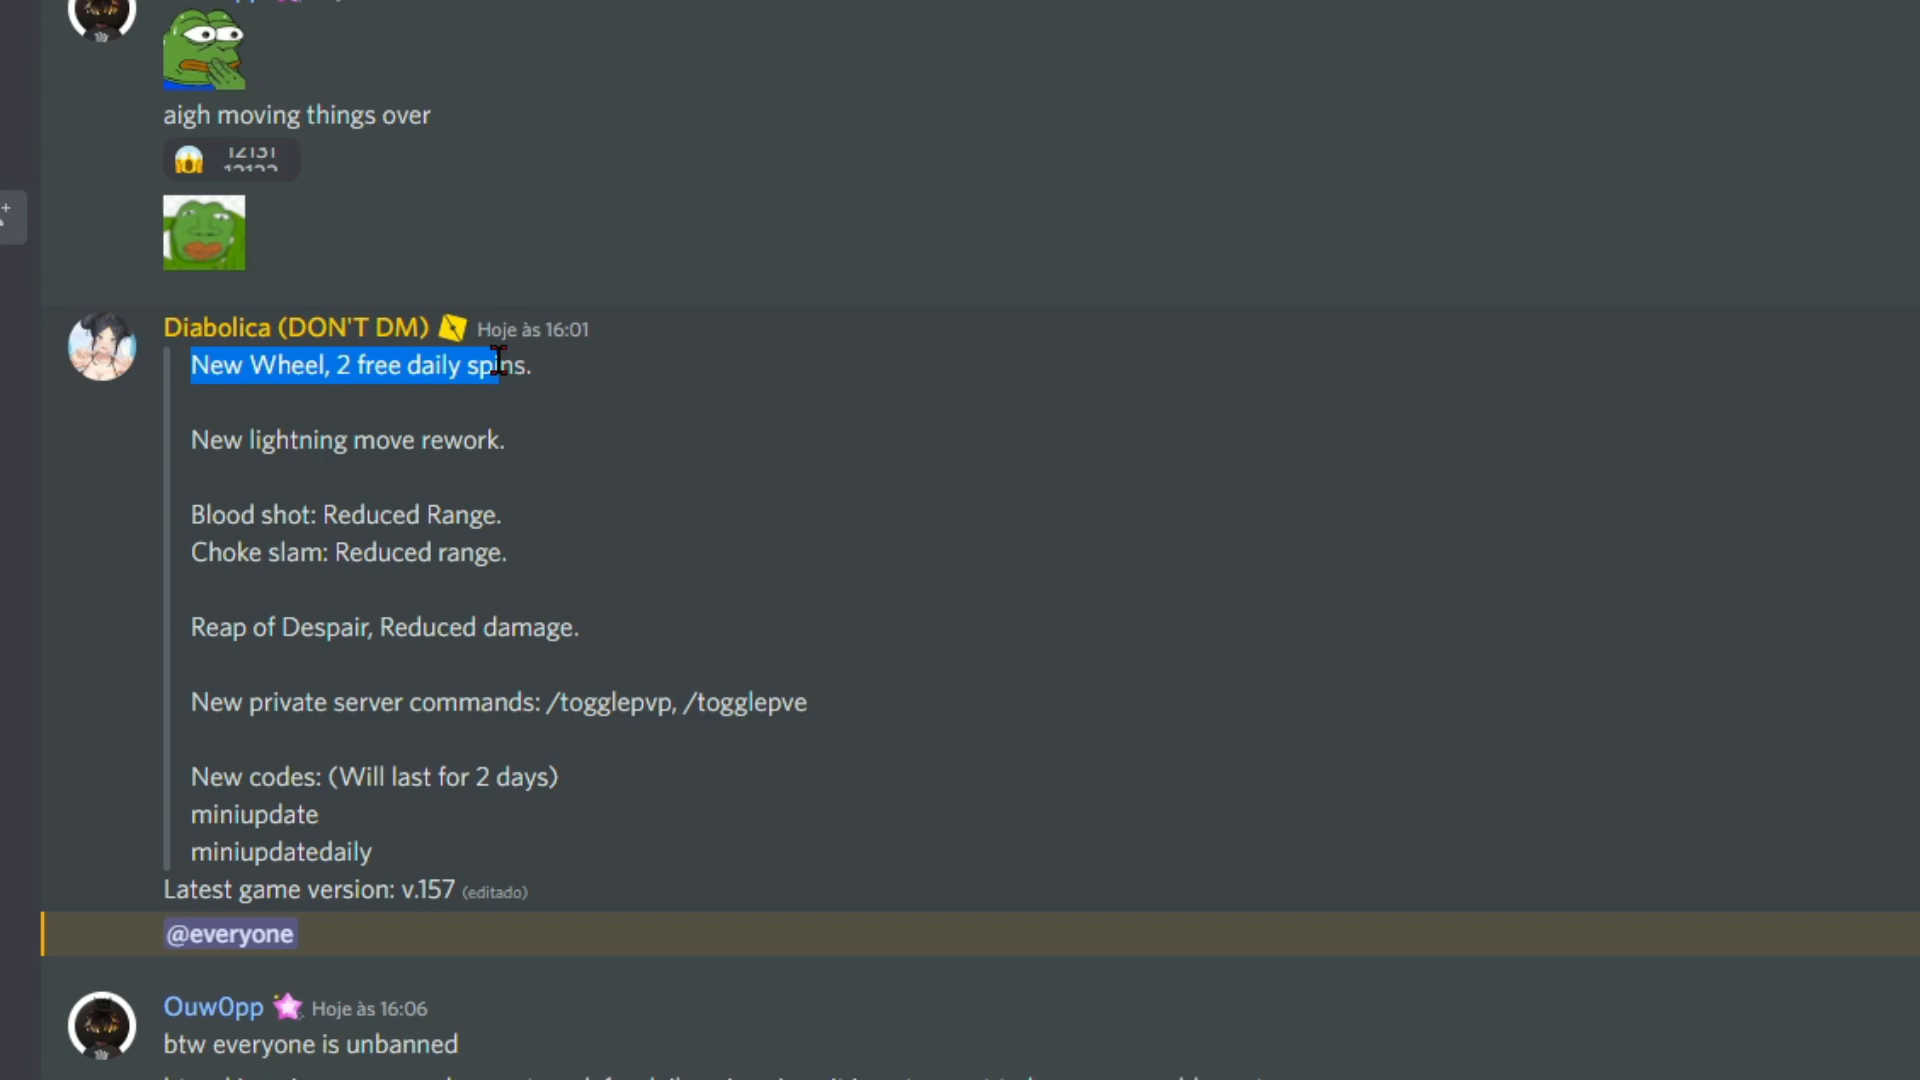 aigh moving things over
12131
Diabolica (DON'T DM) Hoje às 16:01
New Wheel, 2 free daily spins.
New lightning move rework.
Blood shot: Reduced Range.
Choke slam: Reduced range.
Reap of Despair, Reduced damage.
New private server commands: /togglepvp, /togglepve
New codes: (Will last for 2 days)
miniupdate
miniupdatedaily
Latest game version: v.157 (editado)
@everyone
Ouw0pp Hoje às 16:06
btw everyone is unbanned